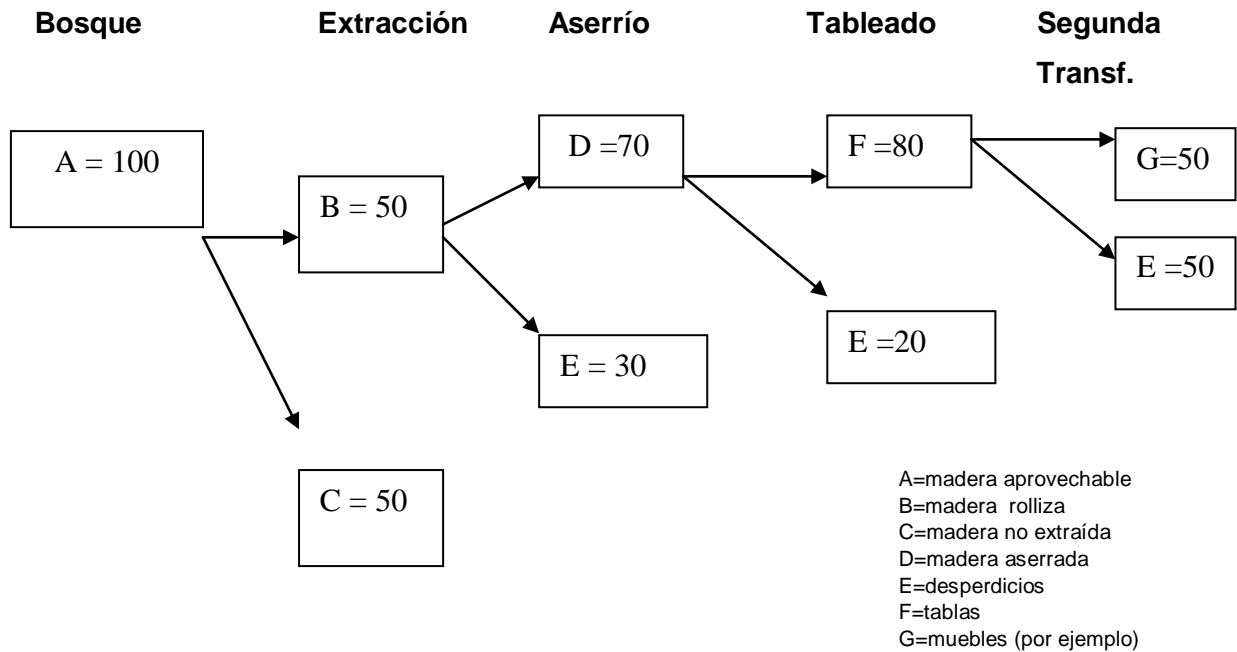 Bosque Extracción Aserrío Tableado Segunda
Transf.
A = 100
B = 50
C = 50
D =70
E = 30
F =80
E =20
G=50
E =50
A=madera aprovechable
B=madera rolliza
C=madera no extraída
D=madera aserrada
E=desperdicios
F=tablas
G=muebles (por ejemplo)